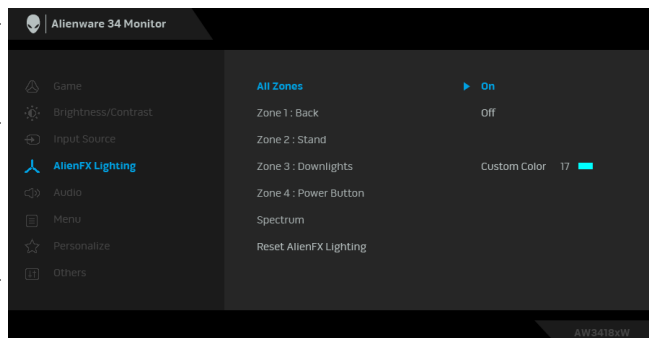 Alienware 34 Monitor
Game
Brightness/Contrast
Input Source
AlienFX Lighting
Audio
Menu
Personalize
Others
All Zones
On
Zone 1 : Back
Off
Zone 2 : Stand
Zone 3 : Downlights
Custom Color 17
Zone 4 : Power Button
Spectrum
Reset AlienFX Lighting
AW3418xW